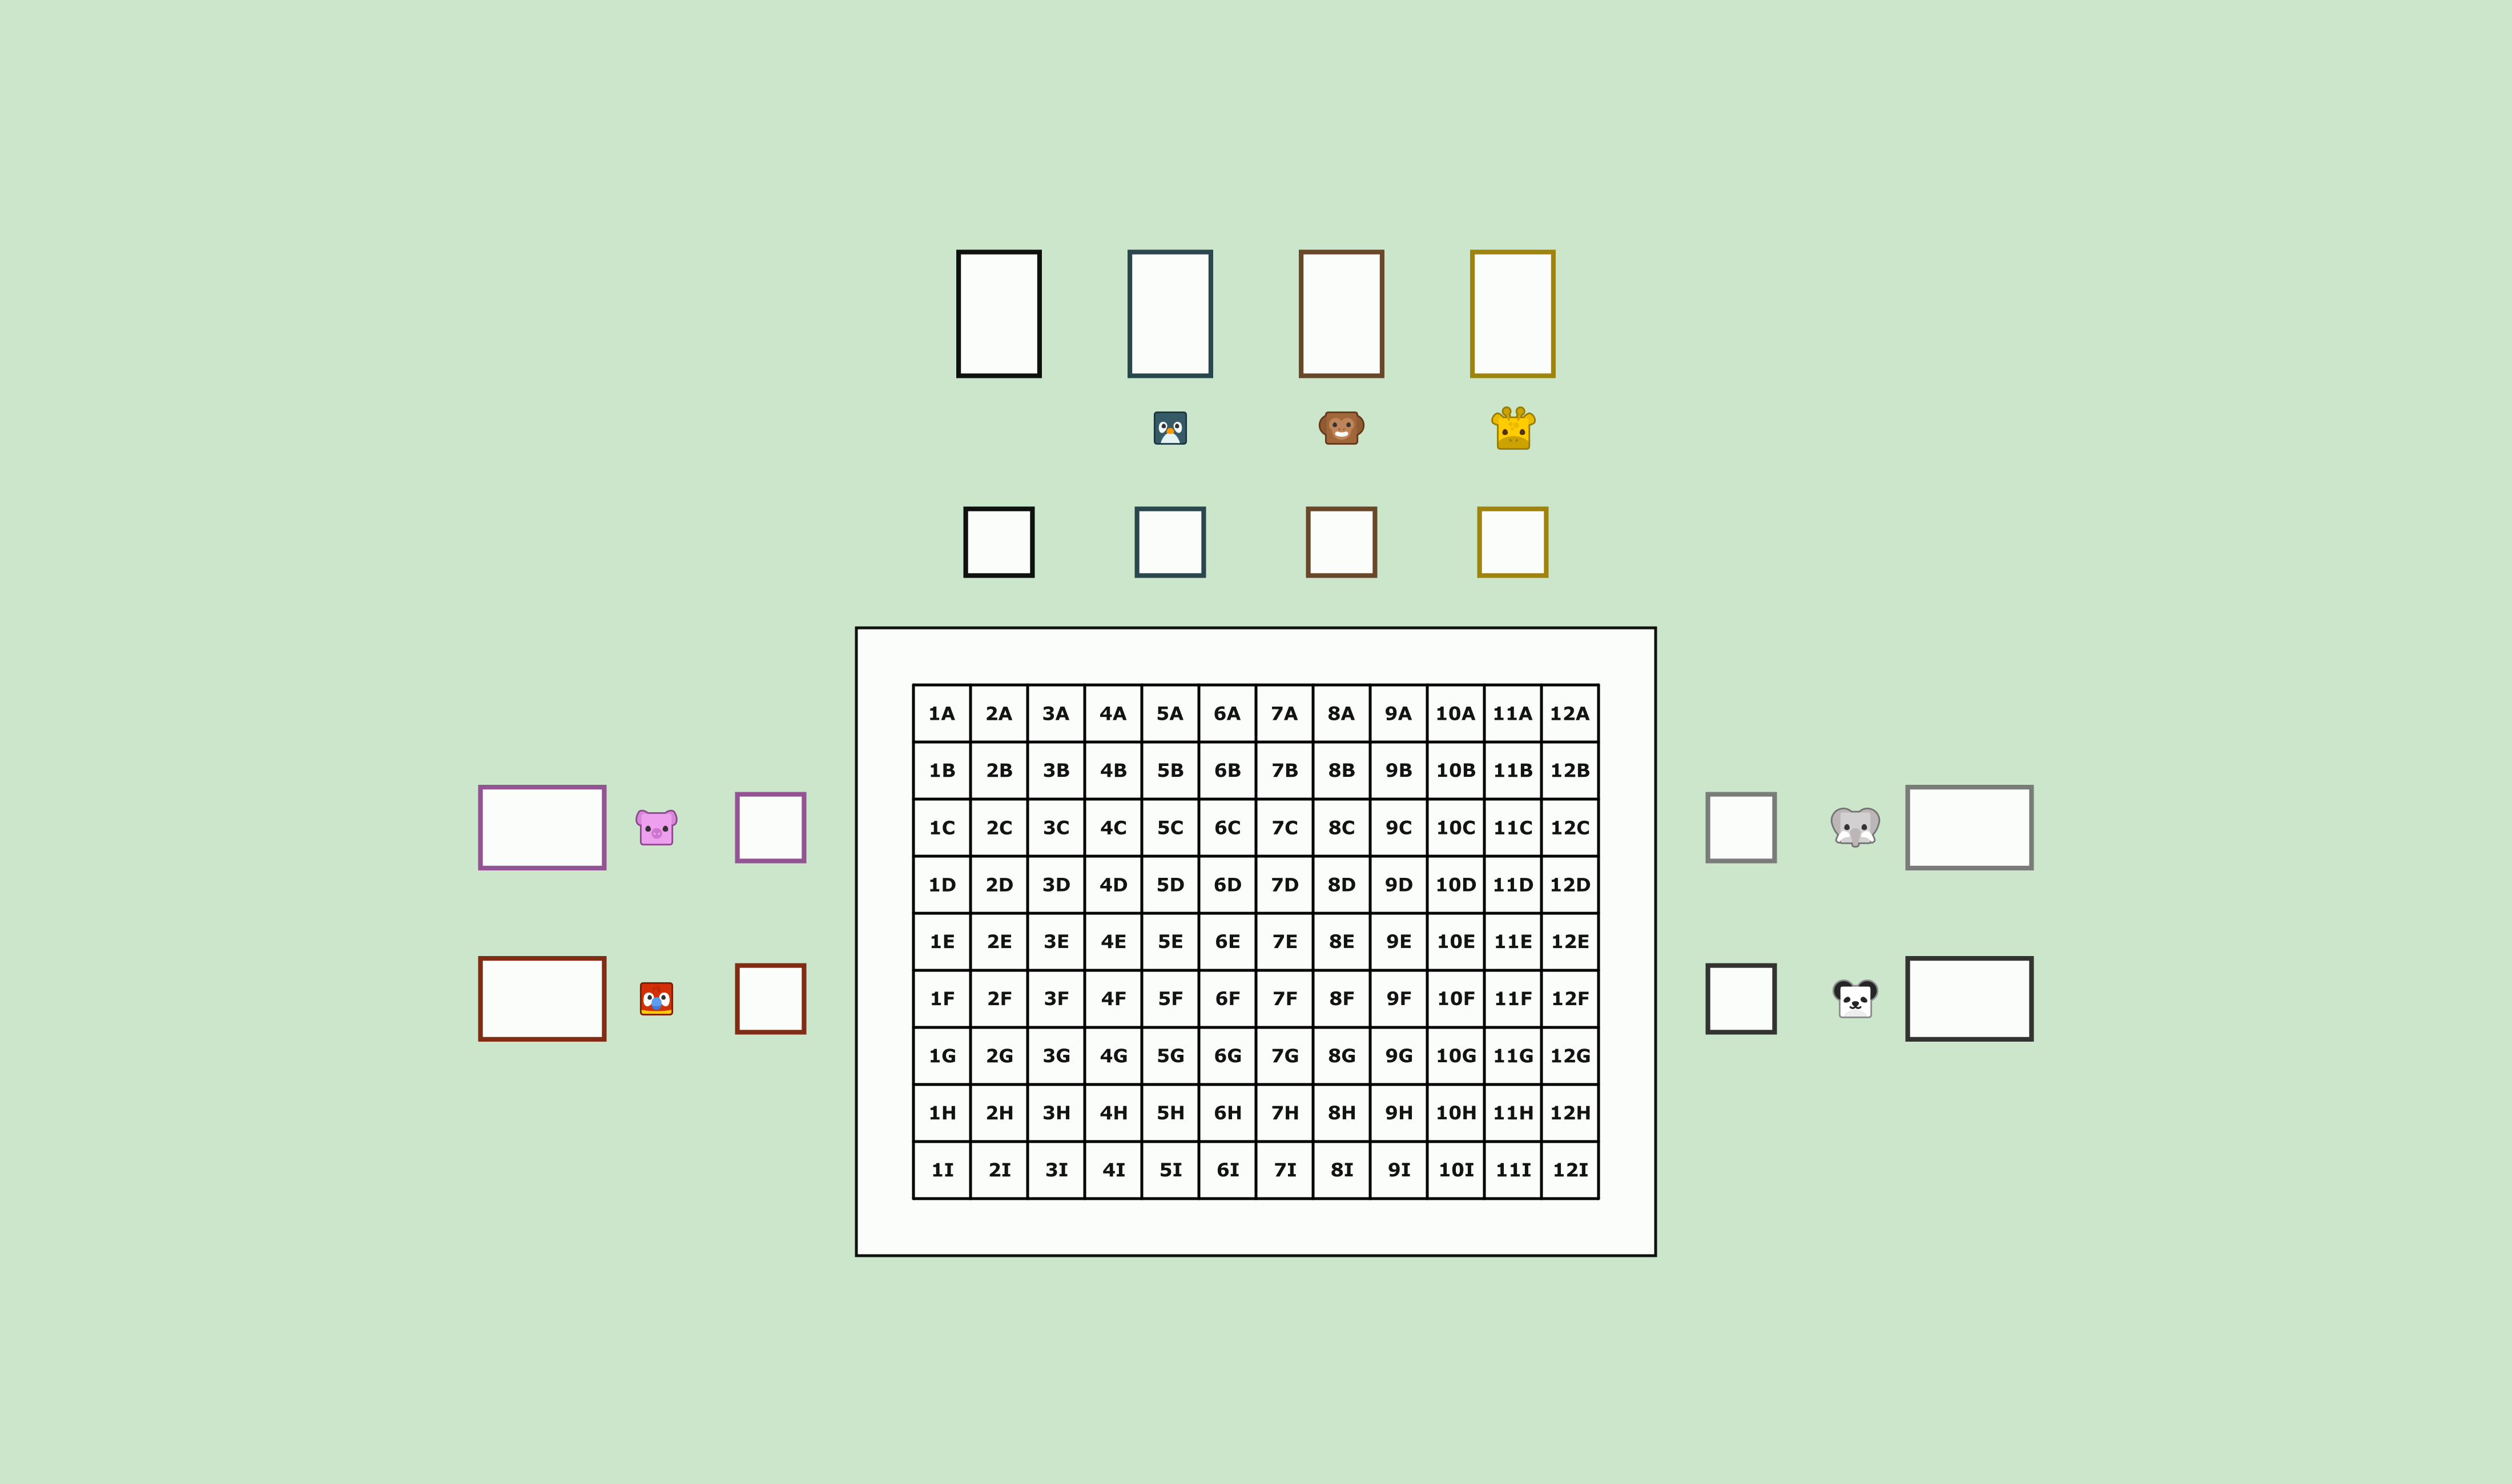 1A 2A 3A 4A 5A 6A 7A 8A 9A 10A 11A 12A
1B 2B 3B 4B 5B 6B 7B 8B 9B 10B 11B 12B
1C 2C 3C 4C 5C 6C 7C 8C 9C 10C 11C 12C
1D 2D 3D 4D 5D 6D 7D 8D 9D 10D 11D 12D
1E 2E 3E 4E 5E 6E 7E 8E 9E 10E 11E 12E
1F 2F 3F 4F 5F 6F 7F 8F 9F 10F 11F 12F
1G 2G 3G 4G 5G 6G 7G 8G 9G 10G 11G 12G
1H 2H 3H 4H 5H 6H 7H 8H 9H 10H 11H 12H
1I 2I 3I 4I 5I 6I 7I 8I 9I 10I 11I 12I